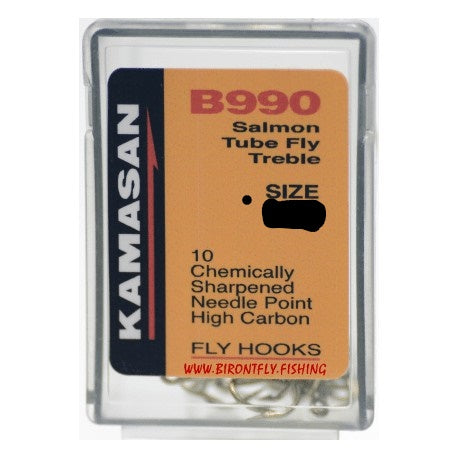 KAMASAN
B990
Salmon
Tube Fly
Treble
SIZE
10
Chemically
Sharpened
Needle Point
High Carbon
FLY HOOKS
WWW.BIRONTFLY.FISHING